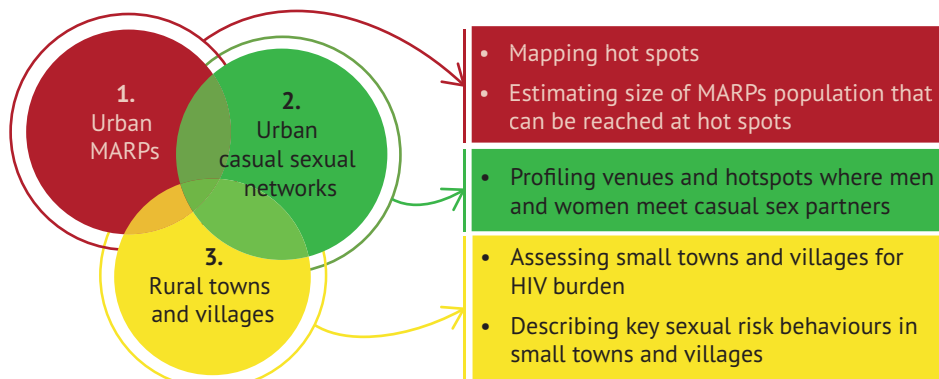 1.
Urban
MARPs
2.
Urban
casual sexual
networks
3.
Rural towns
and villages
• Mapping hot spots
• Estimating size of MARPs population that
can be reached at hot spots
• Profiling venues and hotspots where men
and women meet casual sex partners
• Assessing small towns and villages for
HIV burden
• Describing key sexual risk behaviours in
small towns and villages